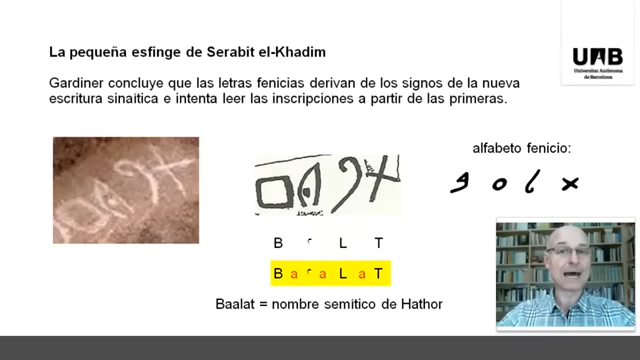 La pequeña esfinge de Serabit el-Khadim
UAB
Universitat Autònoma
de Barcelona
Gardiner concluye que las letras fenicias derivan de los signos de la nueva
escritura sinaítica e intenta leer las inscripciones a partir de las primeras.
alfabeto fenicio:
B ʿ L T
B a ʿ a L a T
Baalat = nombre semítico de Hathor